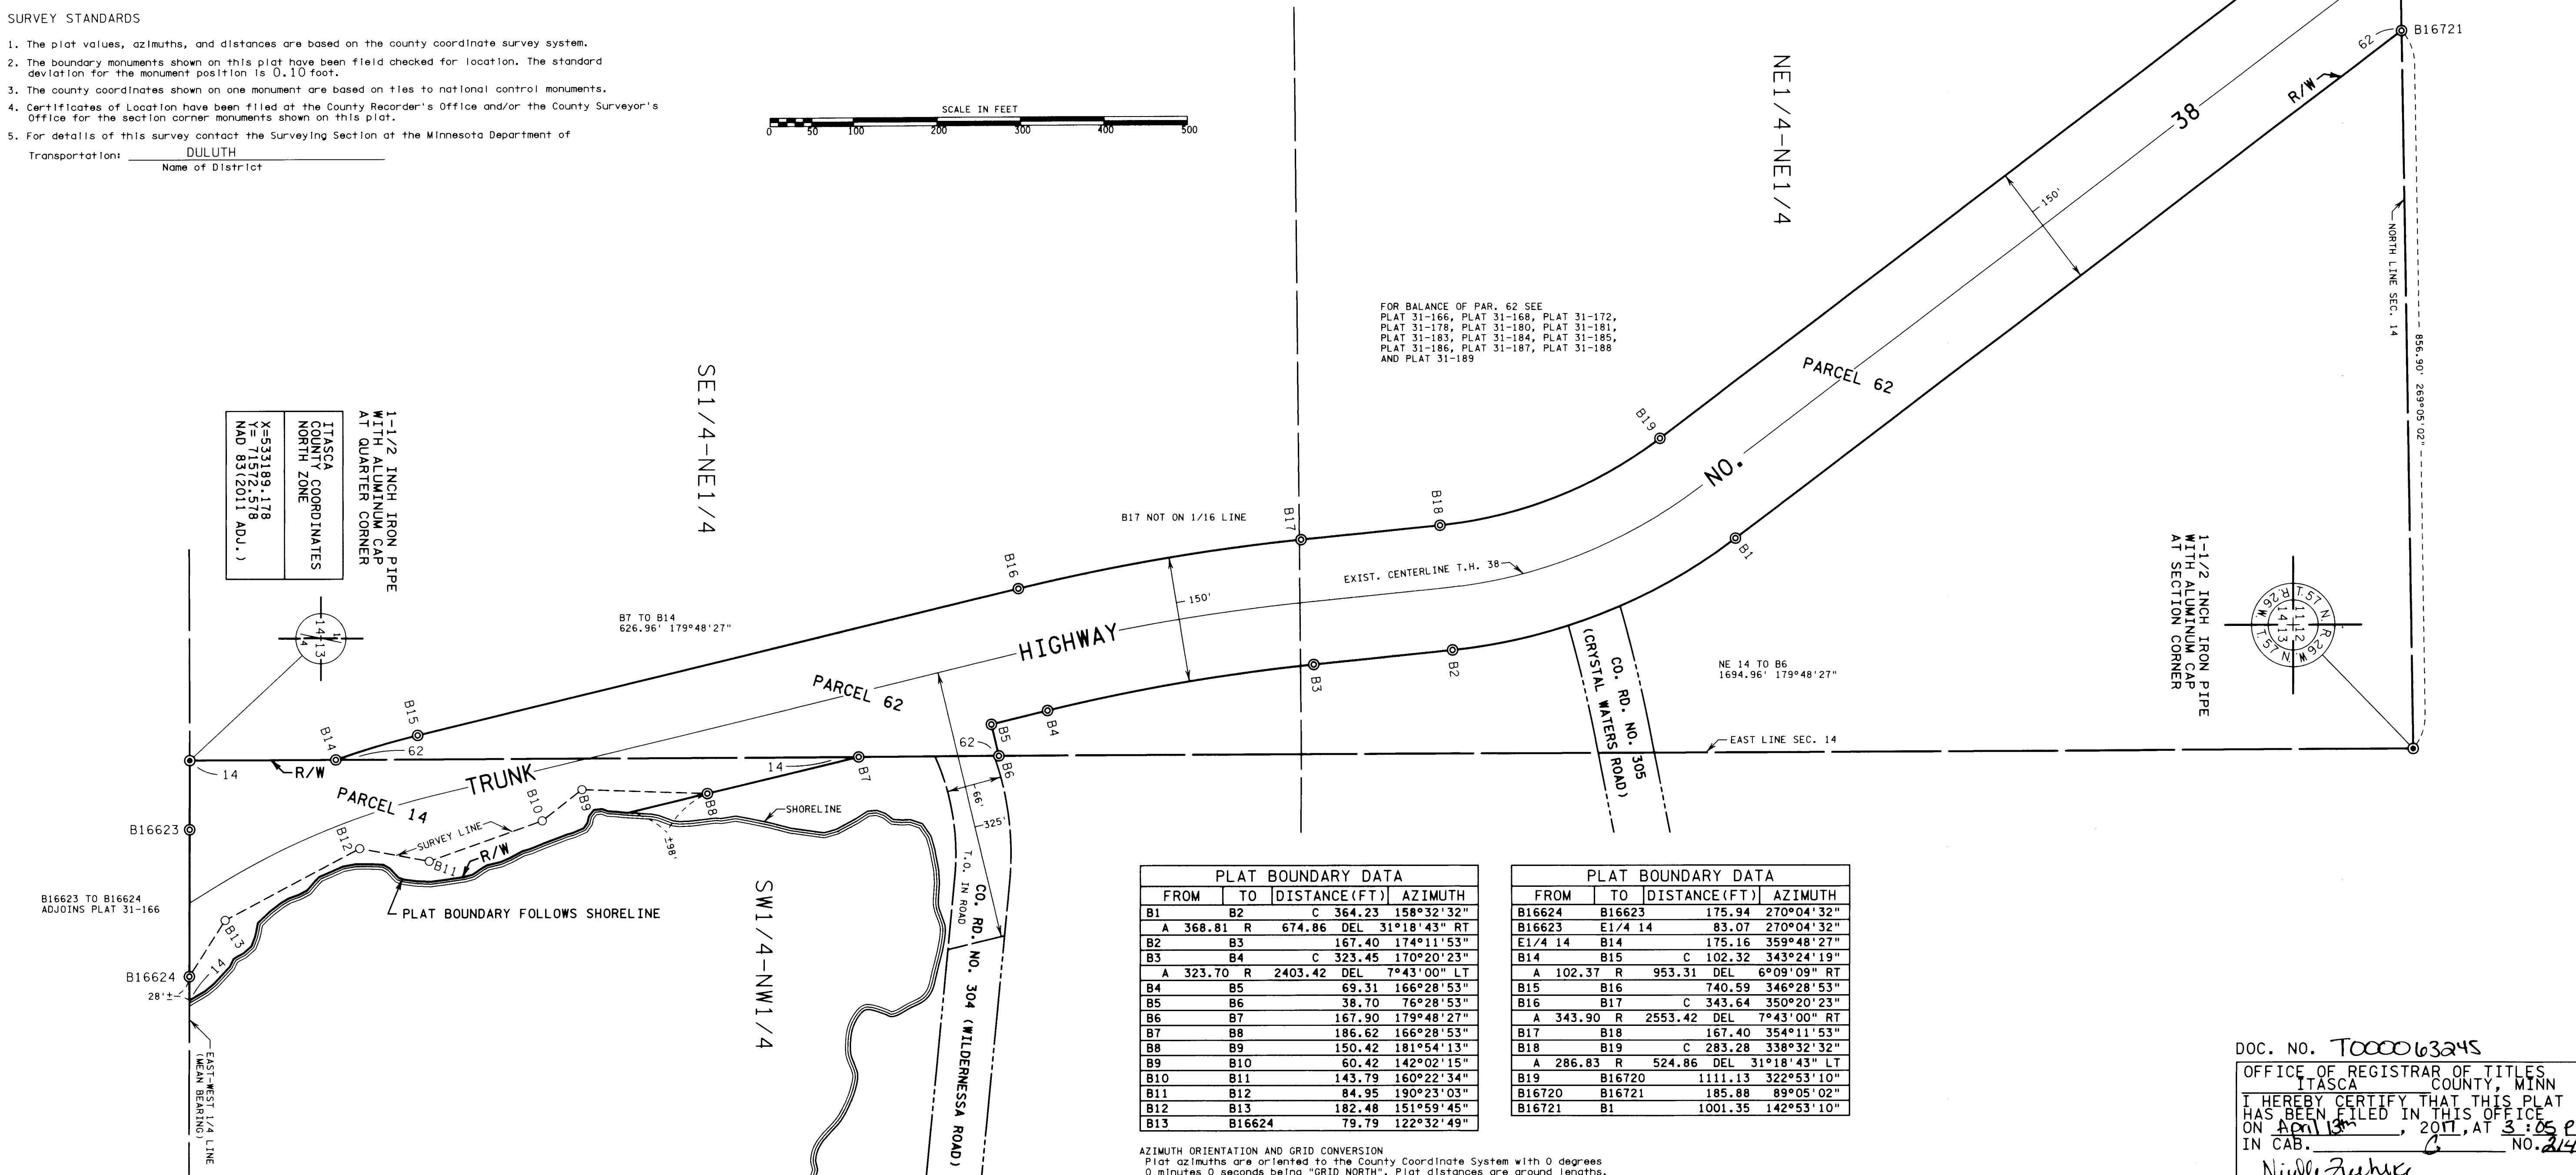 SURVEY STANDARDS
1. The plat values, azimuths, and distances are based on the county coordinate survey system.
2. The boundary monuments shown on this plat have been field checked for location. The standard
deviation for the monument position is 0.10 foot.
3. The county coordinates shown on one monument are based on ties to national control monuments.
4. Certificates of Location have been filed at the County Recorder's Office and/or the County Surveyor's
Office for the section corner monuments shown on this plat.
5. For details of this survey contact the Surveying Section at the Minnesota Department of
Transportation: DULUTH
Name of District
SCALE IN FEET
0 50 100 200 300 400 500
NE1/4-NE1/4
SE1/4-NE1/4
SW1/4-NW1/4
38
R/W
62
B16721
150'
NORTH LINE SEC. 14
856.90' 269°05'02"
FOR BALANCE OF PAR. 62 SEE
PLAT 31-166, PLAT 31-168, PLAT 31-172,
PLAT 31-178, PLAT 31-180, PLAT 31-181,
PLAT 31-183, PLAT 31-184, PLAT 31-185,
PLAT 31-186, PLAT 31-187, PLAT 31-188
AND PLAT 31-189
PARCEL 62
B19
NO.
B18
B17
B17 NOT ON 1/16 LINE
B1
EXIST. CENTERLINE T.H. 38
B16
150'
HIGHWAY
B2
B3
B4
B5
62
B6
CO. RD. NO. 305
(CRYSTAL WATERS ROAD)
NE 14 TO B6
1694.96' 179°48'27"
EAST LINE SEC. 14
1-1/2 INCH IRON PIPE
WITH ALUMINUM CAP
AT SECTION CORNER
T.57 N. R.26 W.
T.57 N. R.26 W.
11 12
14 13
1-1/2 INCH IRON PIPE
WITH ALUMINUM CAP
AT QUARTER CORNER
ITASCA
COUNTY COORDINATES
NORTH ZONE
X=533189.178
Y= 71572.578
NAD 83(2011 ADJ.)
1/4
14 13
B7 TO B14
626.96' 179°48'27"
PARCEL 62
B15
B14
62
14
R/W
TRUNK
14
B7
PARCEL 14
B8
B9
B10
B11
B12
B13
SURVEY LINE
R/W
SHORELINE
±98'
66'
325'
T.O. IN ROAD
CO. RD. NO. 304 (WILDERNESSA ROAD)
B16623
B16623 TO B16624
ADJOINS PLAT 31-166
PLAT BOUNDARY FOLLOWS SHORELINE
B16624
14
28'±
EAST-WEST 1/4 LINE
(MEAN BEARING)
PLAT BOUNDARY DATA
FROM TO DISTANCE(FT) AZIMUTH
B1 B2 C 364.23 158°32'32"
A 368.81 R 674.86 DEL 31°18'43" RT
B2 B3 167.40 174°11'53"
B3 B4 C 323.45 170°20'23"
A 323.70 R 2403.42 DEL 7°43'00" LT
B4 B5 69.31 166°28'53"
B5 B6 38.70 76°28'53"
B6 B7 167.90 179°48'27"
B7 B8 186.62 166°28'53"
B8 B9 150.42 181°54'13"
B9 B10 60.42 142°02'15"
B10 B11 143.79 160°22'34"
B11 B12 84.95 190°23'03"
B12 B13 182.48 151°59'45"
B13 B16624 79.79 122°32'49"
PLAT BOUNDARY DATA
FROM TO DISTANCE(FT) AZIMUTH
B16624 B16623 175.94 270°04'32"
B16623 E1/4 14 83.07 270°04'32"
E1/4 14 B14 175.16 359°48'27"
B14 B15 C 102.32 343°24'19"
A 102.37 R 953.31 DEL 6°09'09" RT
B15 B16 740.59 346°28'53"
B16 B17 C 343.64 350°20'23"
A 343.90 R 2553.42 DEL 7°43'00" RT
B17 B18 167.40 354°11'53"
B18 B19 C 283.28 338°32'32"
A 286.83 R 524.86 DEL 31°18'43" LT
B19 B16720 1111.13 322°53'10"
B16720 B16721 185.88 89°05'02"
B16721 B1 1001.35 142°53'10"
AZIMUTH ORIENTATION AND GRID CONVERSION
Plat azimuths are oriented to the County Coordinate System with 0 degrees
0 minutes 0 seconds being "GRID NORTH". Plat distances are ground lengths.
DOC. NO. T000063245
OFFICE OF REGISTRAR OF TITLES
ITASCA COUNTY, MINN
I HEREBY CERTIFY THAT THIS PLAT
HAS BEEN FILED IN THIS OFFICE
ON April 13th, 2017, AT 3:05 P
IN CAB. C NO. 214